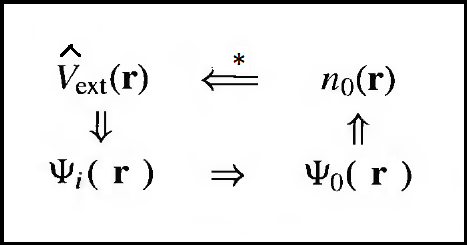 V̂ext(𝐫) ⇐* n₀(𝐫)
⇓ ⇑
Ψᵢ( 𝐫 ) ⇒ Ψ₀( 𝐫 )